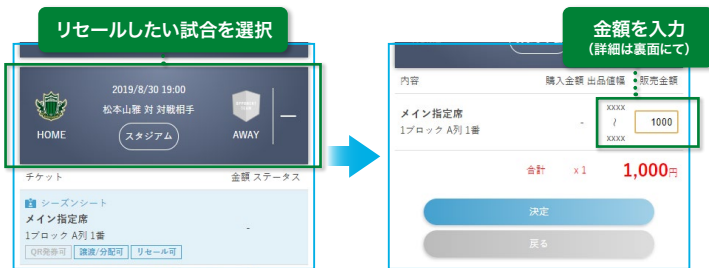 リセールしたい試合を選択
2019/8/30 19:00
松本山雅 対 対戦相手
HOME
スタジアム
AWAY
チケット
金額 ステータス
シーズンシート
メイン指定席
1ブロック A列 1番
-
QR発券可
譲渡/分配可
リセール可
金額を入力
(詳細は裏面にて)
内容
購入金額 出品値幅 販売金額
メイン指定席
1ブロック A列 1番
-
xxxx
~
xxxx
1000
合計 x 1 1,000円
決定
戻る